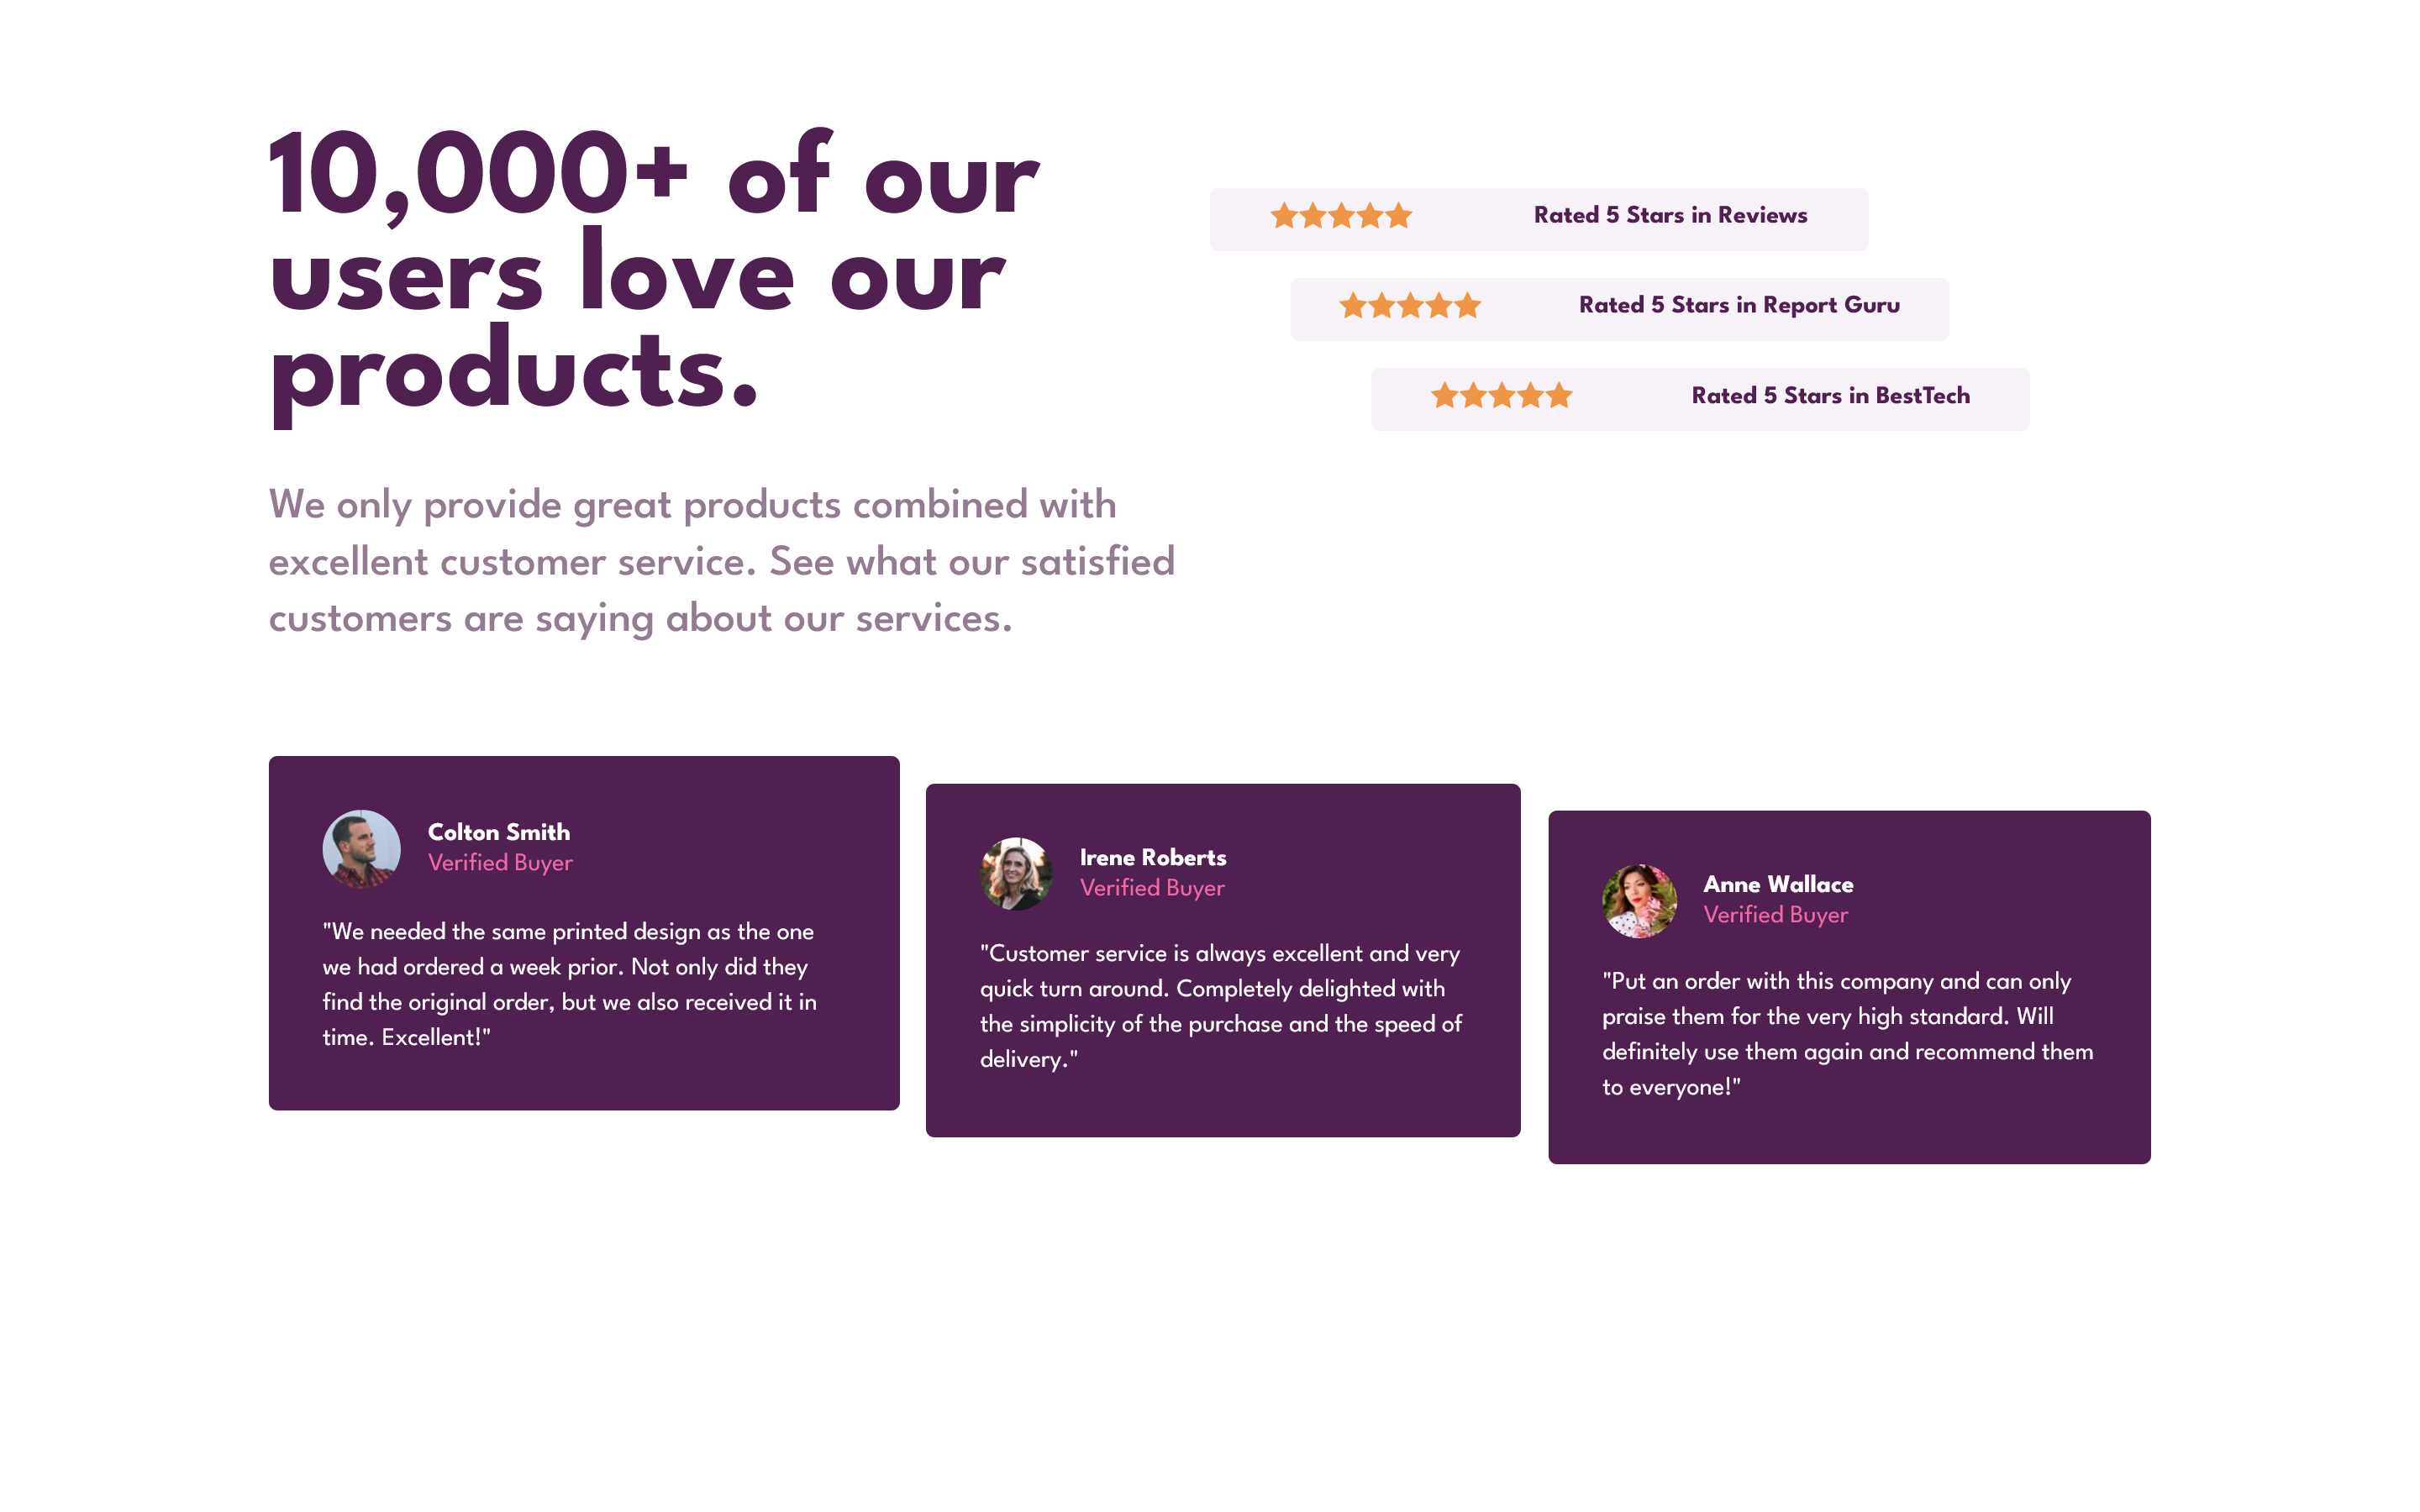 10,000+ of our
users love our
products.
We only provide great products combined with
excellent customer service. See what our satisfied
customers are saying about our services.
Rated 5 Stars in Reviews
Rated 5 Stars in Report Guru
Rated 5 Stars in BestTech
Colton Smith
Verified Buyer
"We needed the same printed design as the one
we had ordered a week prior. Not only did they
find the original order, but we also received it in
time. Excellent!"
Irene Roberts
Verified Buyer
"Customer service is always excellent and very
quick turn around. Completely delighted with
the simplicity of the purchase and the speed of
delivery."
Anne Wallace
Verified Buyer
"Put an order with this company and can only
praise them for the very high standard. Will
definitely use them again and recommend them
to everyone!"